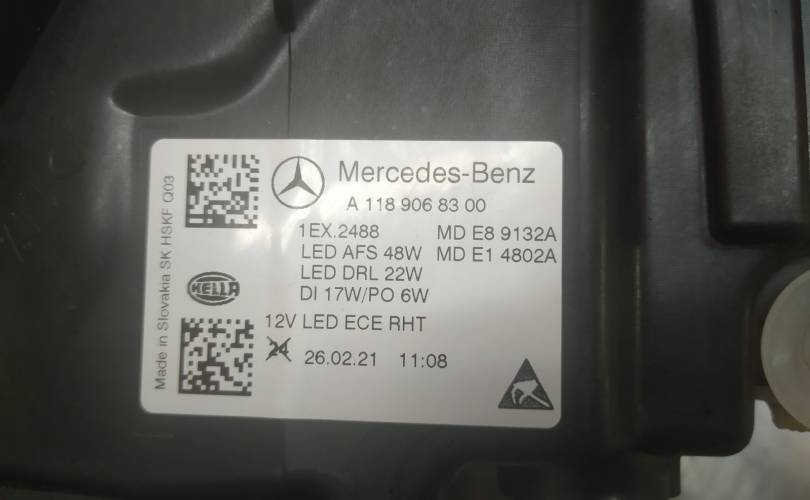 Mercedes-Benz
A 118 906 83 00
1EX.2488 MD E8 9132A
LED AFS 48W MD E1 4802A
LED DRL 22W
DI 17W/PO 6W
HELLA
12V LED ECE RHT
24 26.02.21 11:08
Made in Slovakia SK HSKF Q03